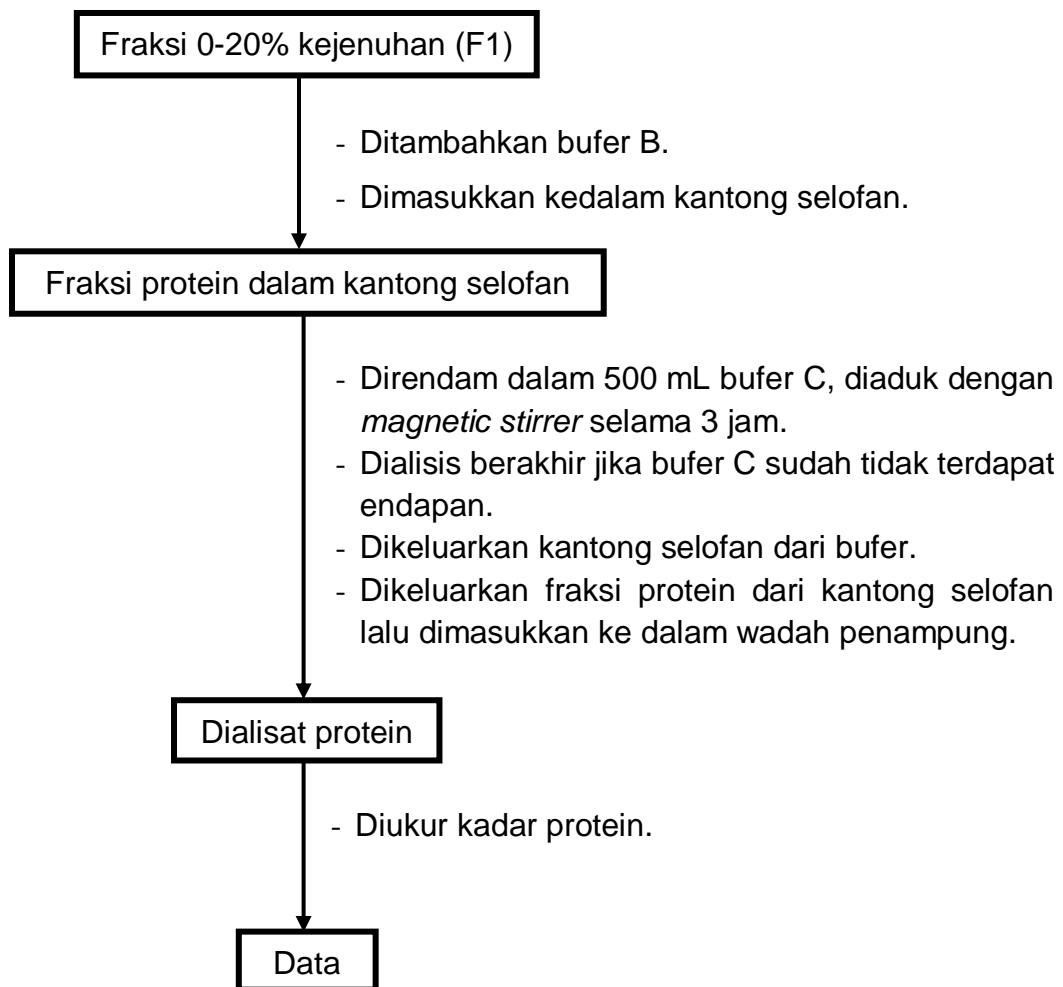 Fraksi 0-20% kejenuhan (F1)
- Ditambahkan bufer B.
- Dimasukkan kedalam kantong selofan.
Fraksi protein dalam kantong selofan
- Direndam dalam 500 mL bufer C, diaduk dengan
magnetic stirrer selama 3 jam.
- Dialisis berakhir jika bufer C sudah tidak terdapat
endapan.
- Dikeluarkan kantong selofan dari bufer.
- Dikeluarkan fraksi protein dari kantong selofan
lalu dimasukkan ke dalam wadah penampung.
Dialisat protein
- Diukur kadar protein.
Data